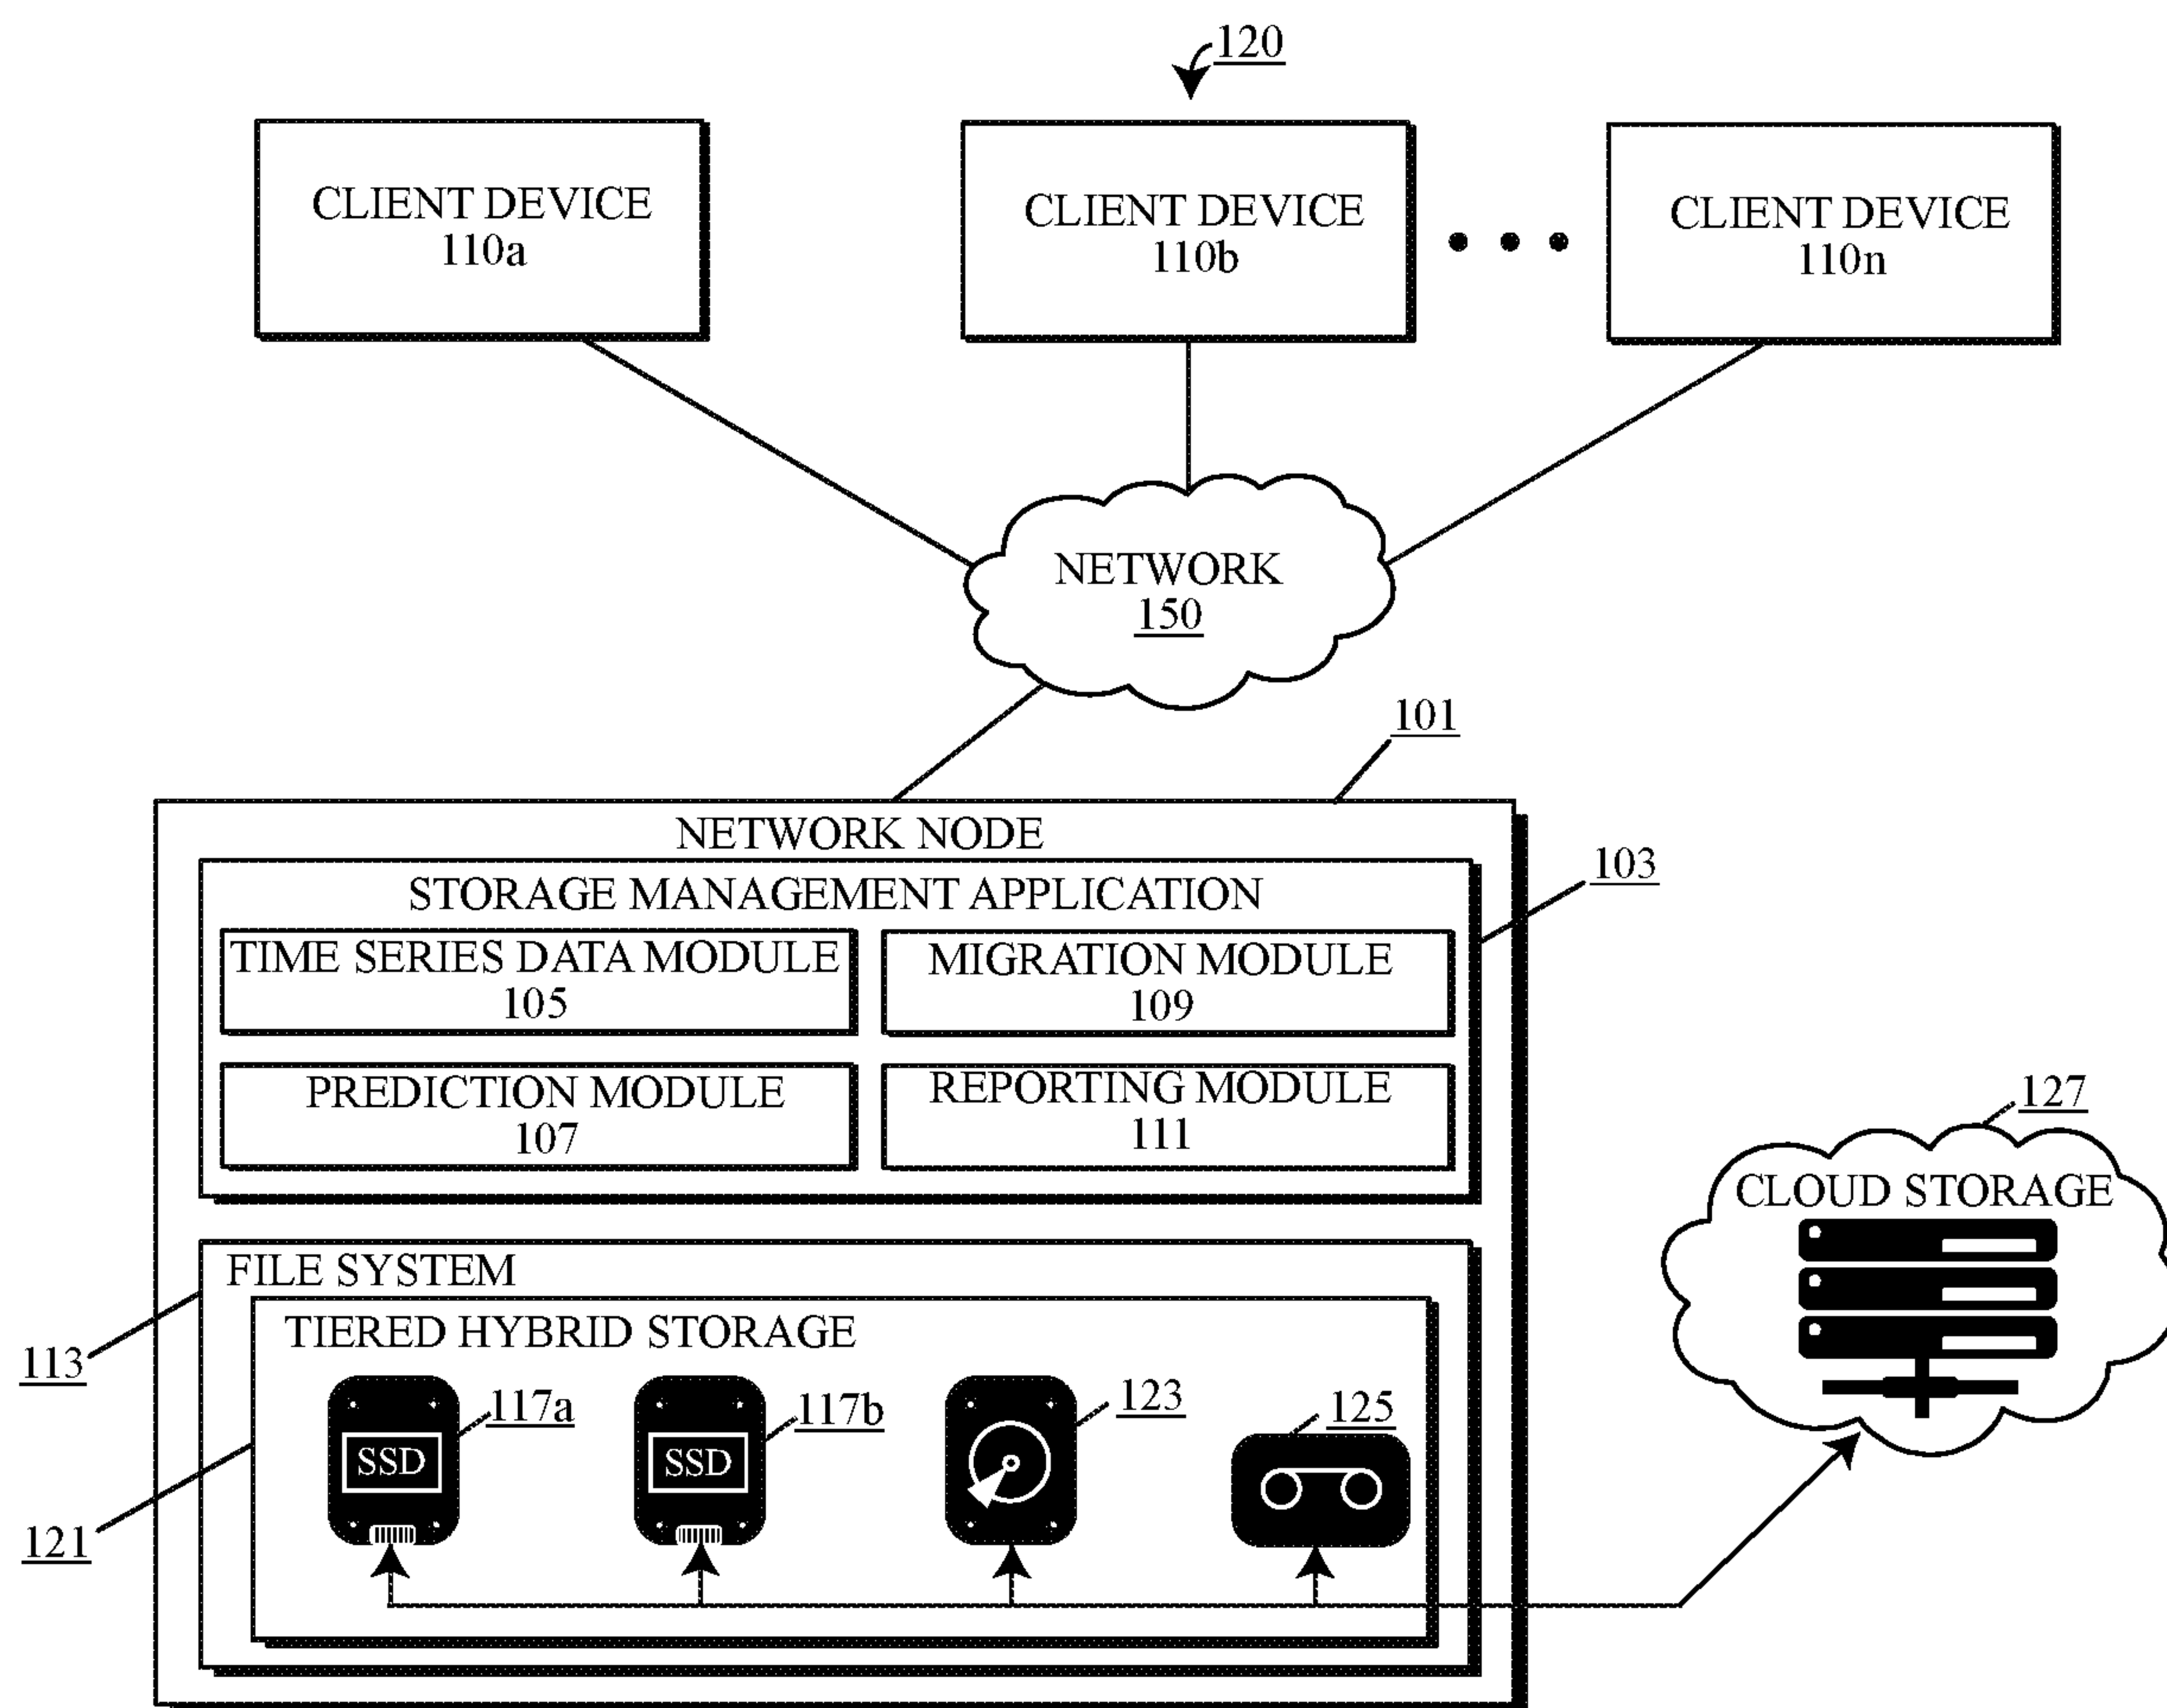 120
CLIENT DEVICE
110a
CLIENT DEVICE
110b
CLIENT DEVICE
110n
NETWORK
150
101
NETWORK NODE
103
STORAGE MANAGEMENT APPLICATION
TIME SERIES DATA MODULE
105
MIGRATION MODULE
109
PREDICTION MODULE
107
REPORTING MODULE
111
127
CLOUD STORAGE
FILE SYSTEM
TIERED HYBRID STORAGE
113
117a
117b
123
125
SSD
SSD
121